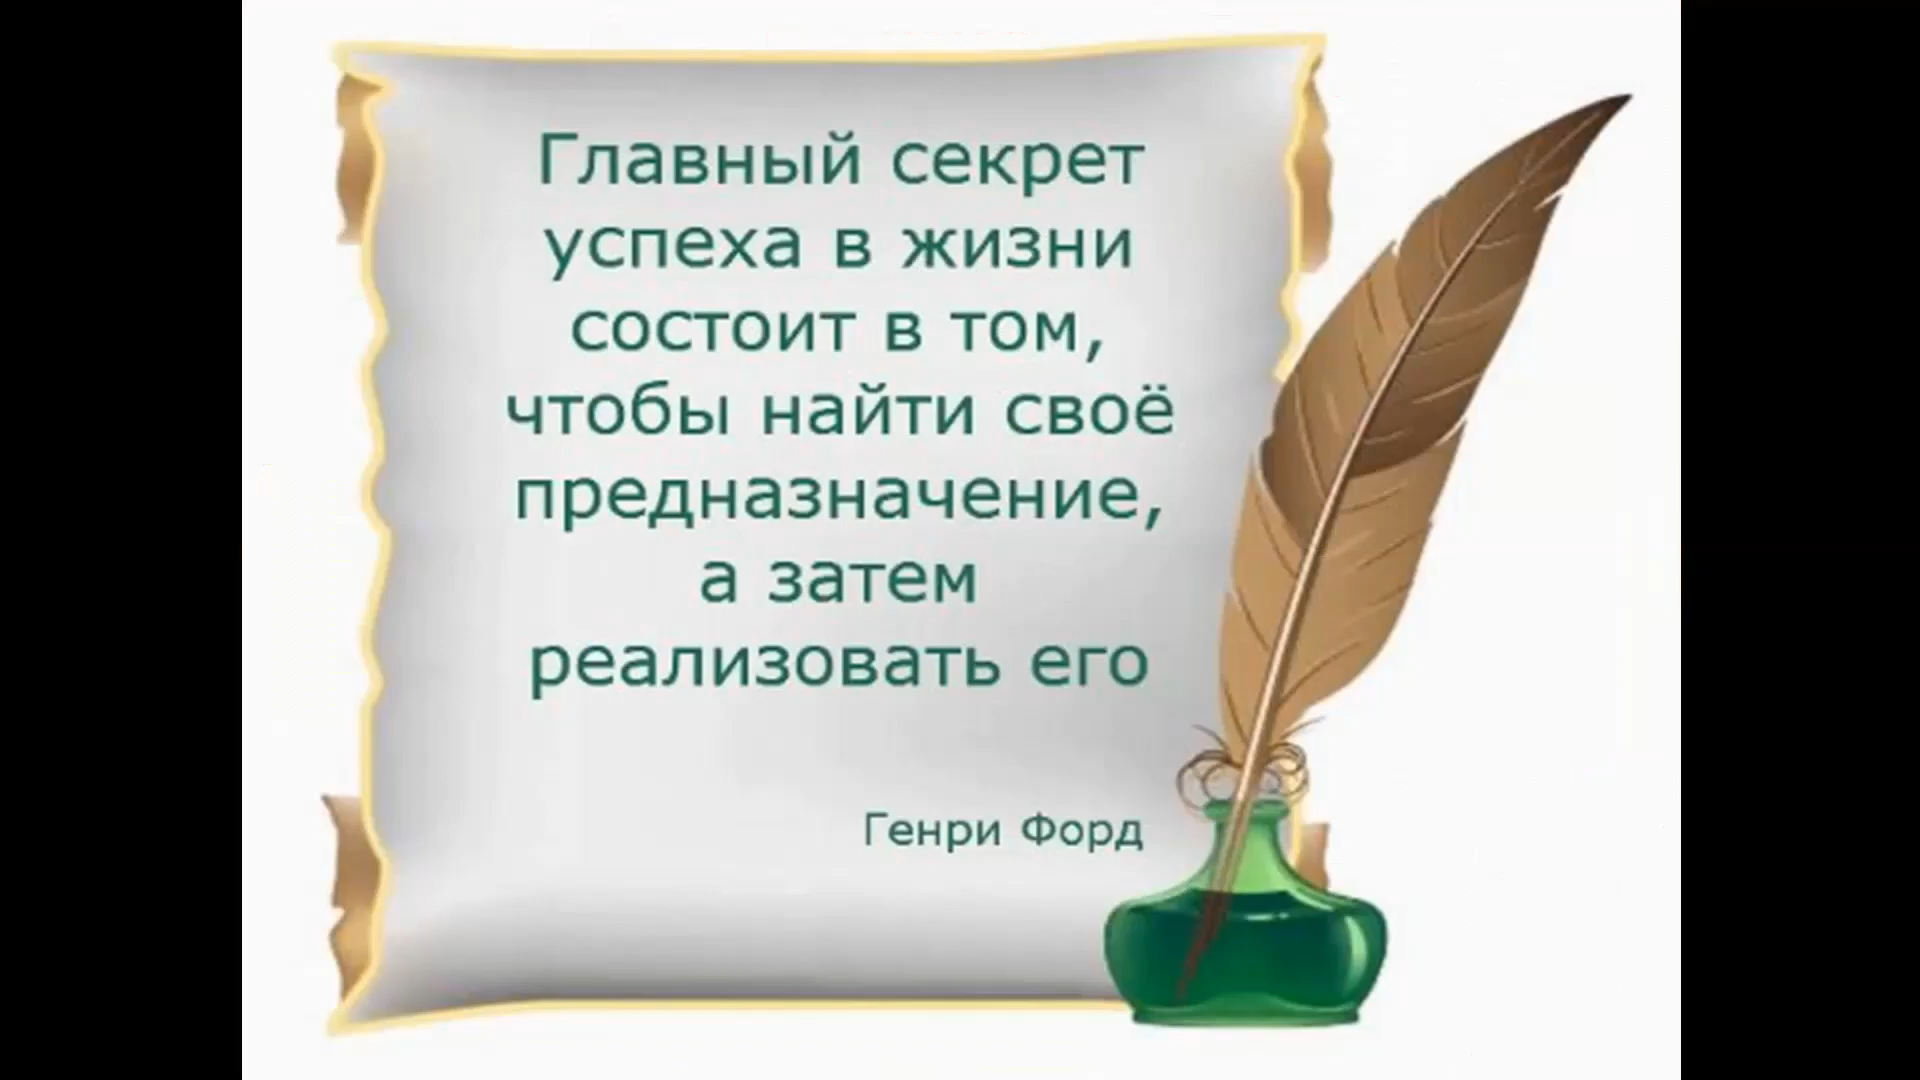 Главный секрет
успеха в жизни
состоит в том,
чтобы найти своё
предназначение,
а затем
реализовать его
Генри Форд